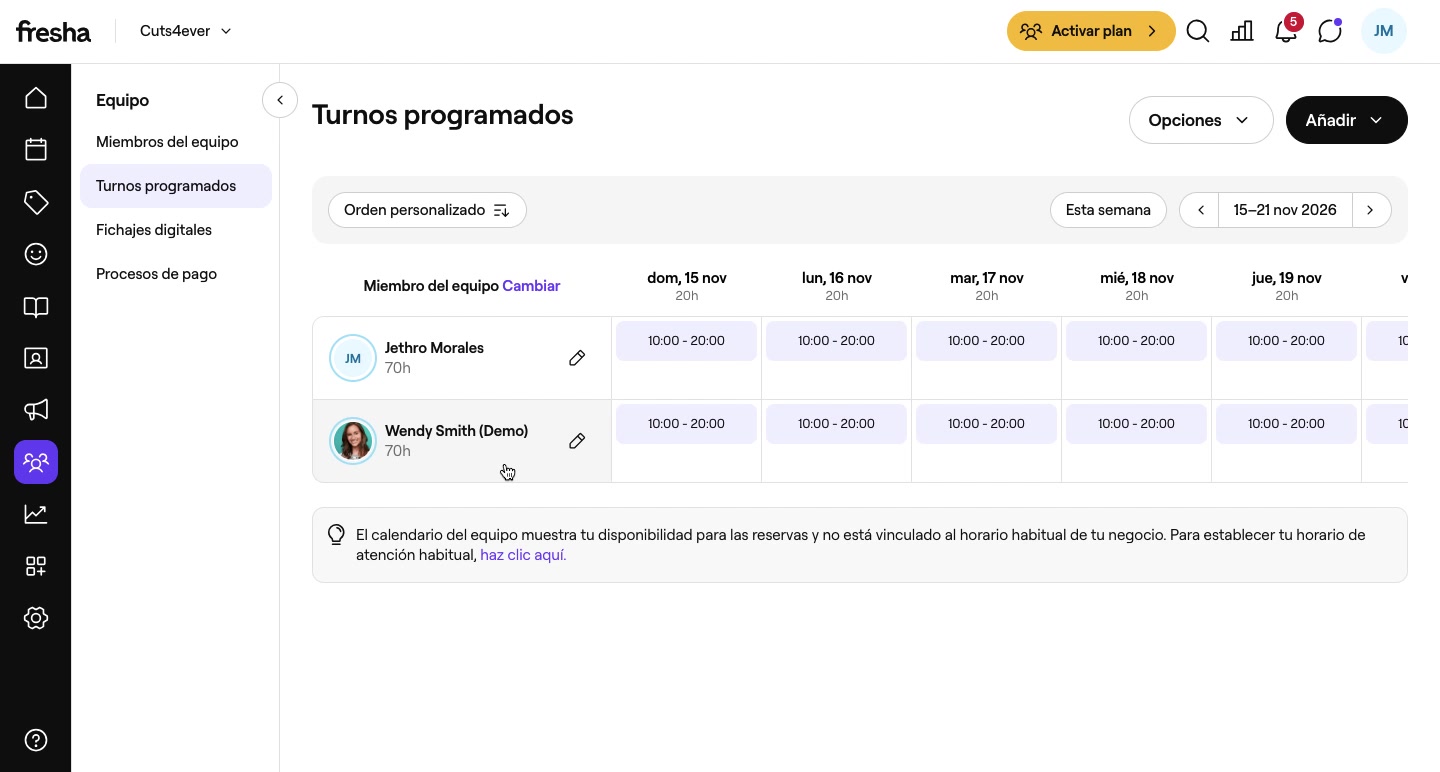 fresha
Cuts4ever
Activar plan
5
JM
Equipo
Miembros del equipo
Turnos programados
Fichajes digitales
Procesos de pago
Turnos programados
Opciones
Añadir
Orden personalizado
Esta semana
15–21 nov 2026
Miembro del equipo Cambiar
dom, 15 nov
20h
lun, 16 nov
20h
mar, 17 nov
20h
mié, 18 nov
20h
jue, 19 nov
20h
v
JM
Jethro Morales
70h
10:00 - 20:00
10:00 - 20:00
10:00 - 20:00
10:00 - 20:00
10:00 - 20:00
10
Wendy Smith (Demo)
70h
10:00 - 20:00
10:00 - 20:00
10:00 - 20:00
10:00 - 20:00
10:00 - 20:00
10
El calendario del equipo muestra tu disponibilidad para las reservas y no está vinculado al horario habitual de tu negocio. Para establecer tu horario de
atención habitual, haz clic aquí.